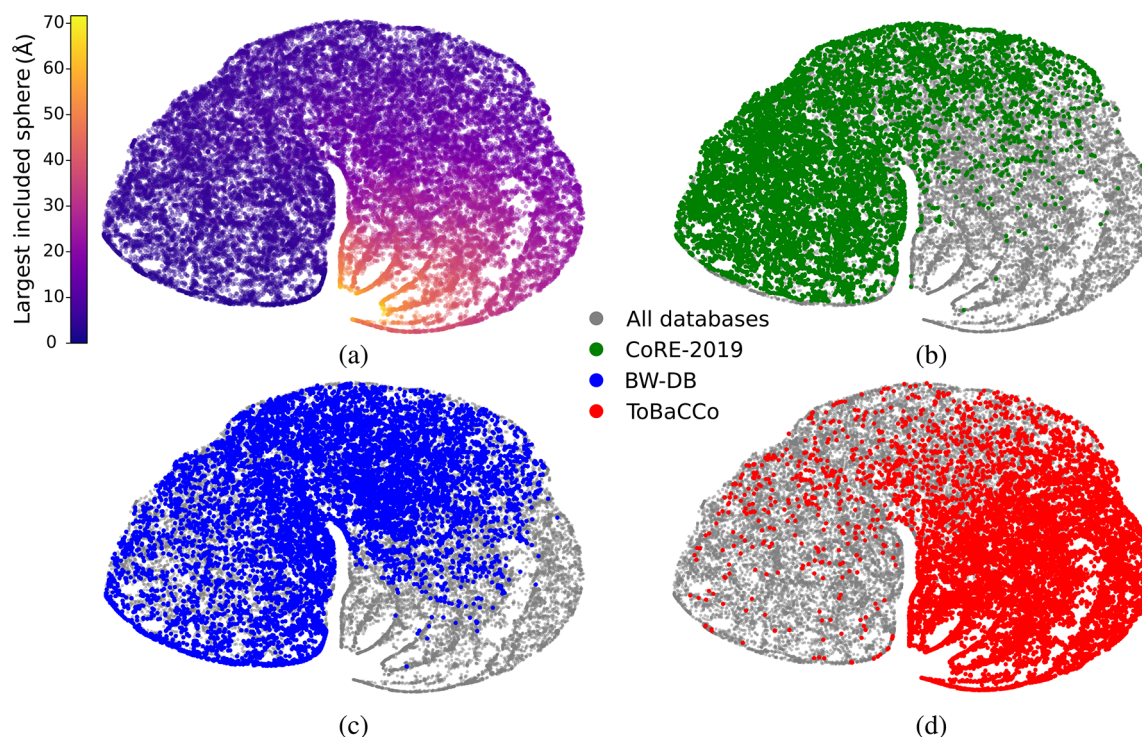 70
60
50
40
30
20
10
0
Largest included sphere (Å)
(a)
(b)
All databases
CoRE-2019
BW-DB
ToBaCCo
(c)
(d)